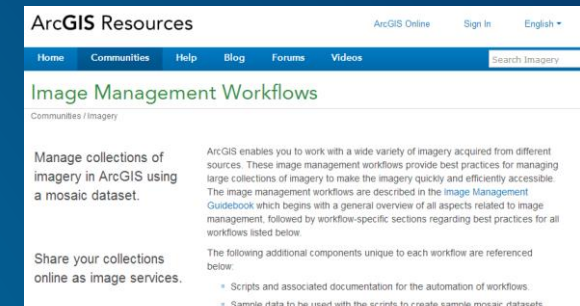 ArcGIS Resources
ArcGIS Online Sign In English
Home Communities Help Blog Forums Videos Search Imagery
Image Management Workflows
Communities / Imagery
Manage collections of
imagery in ArcGIS using
a mosaic dataset.
Share your collections
online as image services.
ArcGIS enables you to work with a wide variety of imagery acquired from different
sources. These image management workflows provide best practices for managing
large collections of imagery to make the imagery quickly and efficiently accessible.
The image management workflows are described in the Image Management
Guidebook which begins with a general overview of all aspects related to image
management, followed by workflow-specific sections regarding best practices for all
workflows listed below.
The following additional components unique to each workflow are referenced
below:
Scripts and associated documentation for the automation of workflows.
Sample data to be used with the scripts to create sample mosaic datasets